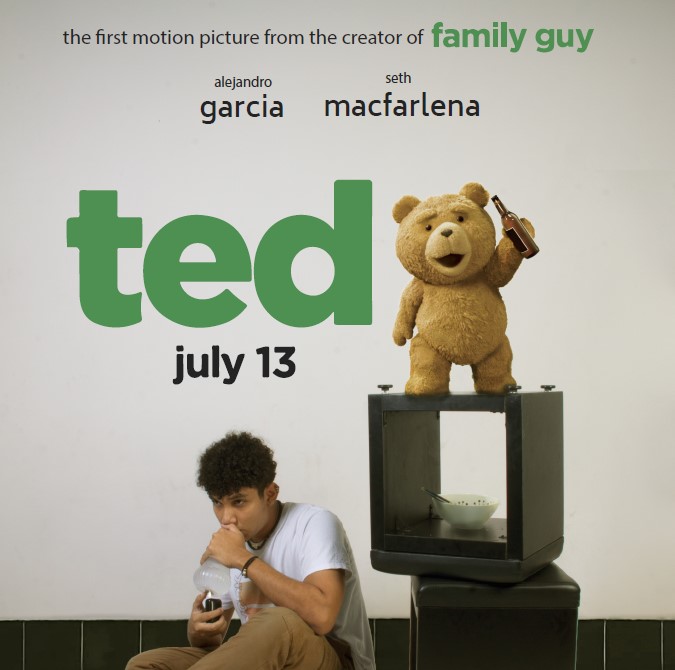 the first motion picture from the creator of family guy
alejandro seth
garcia macfarlena
ted
july 13